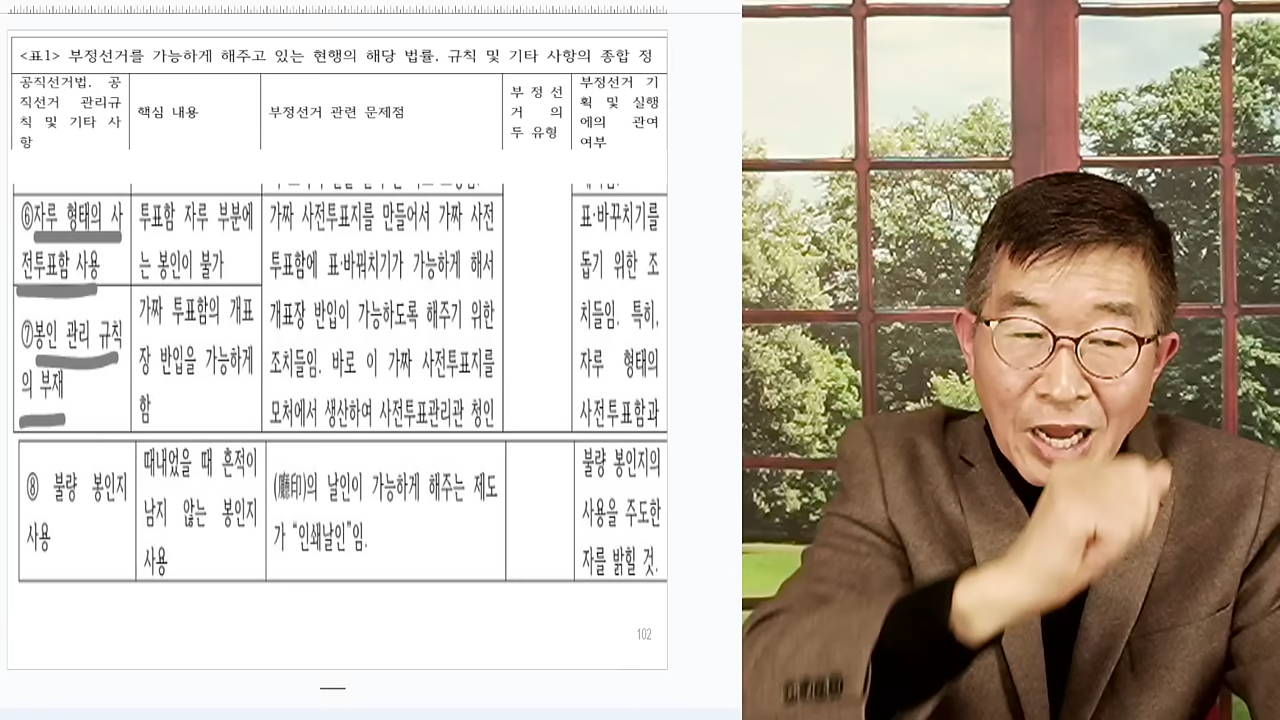 <표1> 부정선거를 가능하게 해주고 있는 현행의 해당 법률, 규칙 및 기타 사항의 종합 정
공직선거법, 공
직선거 관리규
칙 및 기타 사
항
핵심 내용
부정선거 관련 문제점
부 정 선
거 의
두 유형
부정선거 기
획 및 실행
에의 관여
여부
⑥자루 형태의 사
전투표함 사용
투표함 자루 부분에
는 봉인이 불가
가짜 사전투표지를 만들어서 가짜 사전
투표함에 표·바꿔치기가 가능하게 해서
개표장 반입이 가능하도록 해주기 위한
조치들임. 바로 이 가짜 사전투표지를
모처에서 생산하여 사전투표관리관 청인
표·바꾸치기를
돕기 위한 조
치들임. 특히,
자루 형태의
사전투표함과
⑦봉인 관리 규칙
의 부재
가짜 투표함의 개표
장 반입을 가능하게
함
⑧ 불량 봉인지
사용
때내었을 때 흔적이
남지 않는 봉인지
사용
(廳印)의 날인이 가능하게 해주는 제도
가 “인쇄날인”임.
불량 봉인지의
사용을 주도한
자를 밝힐 것.
102